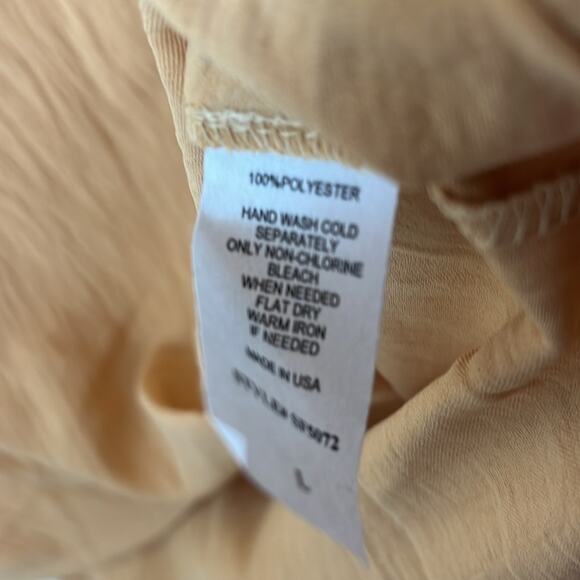 100%POLYESTER
HAND WASH COLD
SEPARATELY
ONLY NON-CHLORINE
BLEACH
WHEN NEEDED
FLAT DRY
WARM IRON
IF NEEDED
MADE IN USA
L